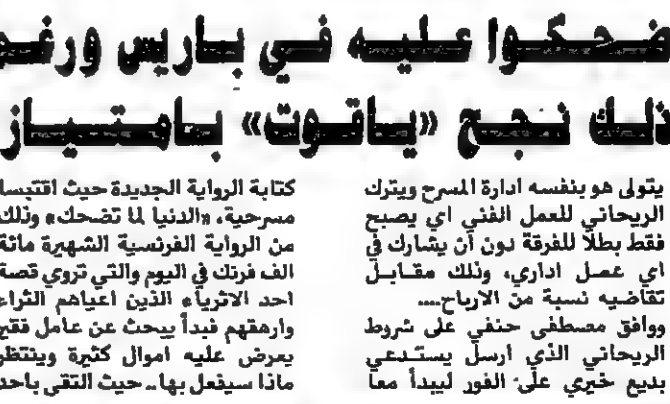 ضحكوا عليه في باريس ورغم
ذلك نجح «ياقوت» بامتياز
يتولى هو بنفسه ادارة المسرح ويترك
الريحاني للعمل الفني اي يصبح
فقط بطلا للفرقة دون أن يشارك في
اي عمل اداري، وذلك مقابل
تقاضيه نسبة من الارباح....
ووافق مصطفى حنفي على شروط
الريحاني الذي أرسل يستدعي
بديع خيري على الفور ليبدأ معا
كتابة الرواية الجديدة حيث اقتبسا
مسرحية، «الدنيا لما تضحك» وذلك
من الرواية الفرنسية الشهيرة مائة
الف فرنك في اليوم والتي تروي قصة
احد الاثرياء الذين اعياهم الثراء
وارهقهم فبدأ يبحث عن عامل فقير
يعرض عليه اموال كثيرة وينتظر
ماذا سيفعل بها.. حيث التقى باحد